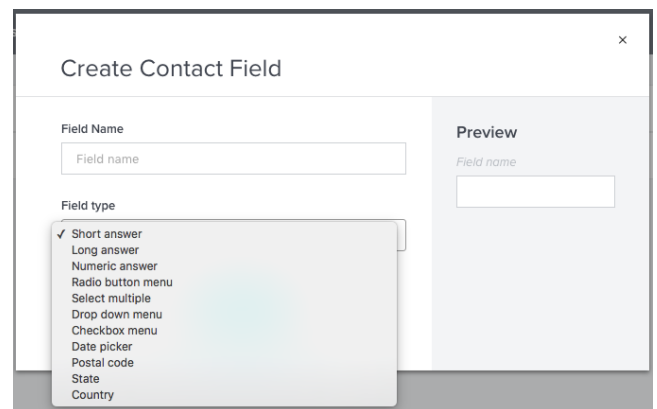 Create Contact Field
×
Field Name
Field name
Field type
✓ Short answer
Long answer
Numeric answer
Radio button menu
Select multiple
Drop down menu
Checkbox menu
Date picker
Postal code
State
Country
Preview
Field name